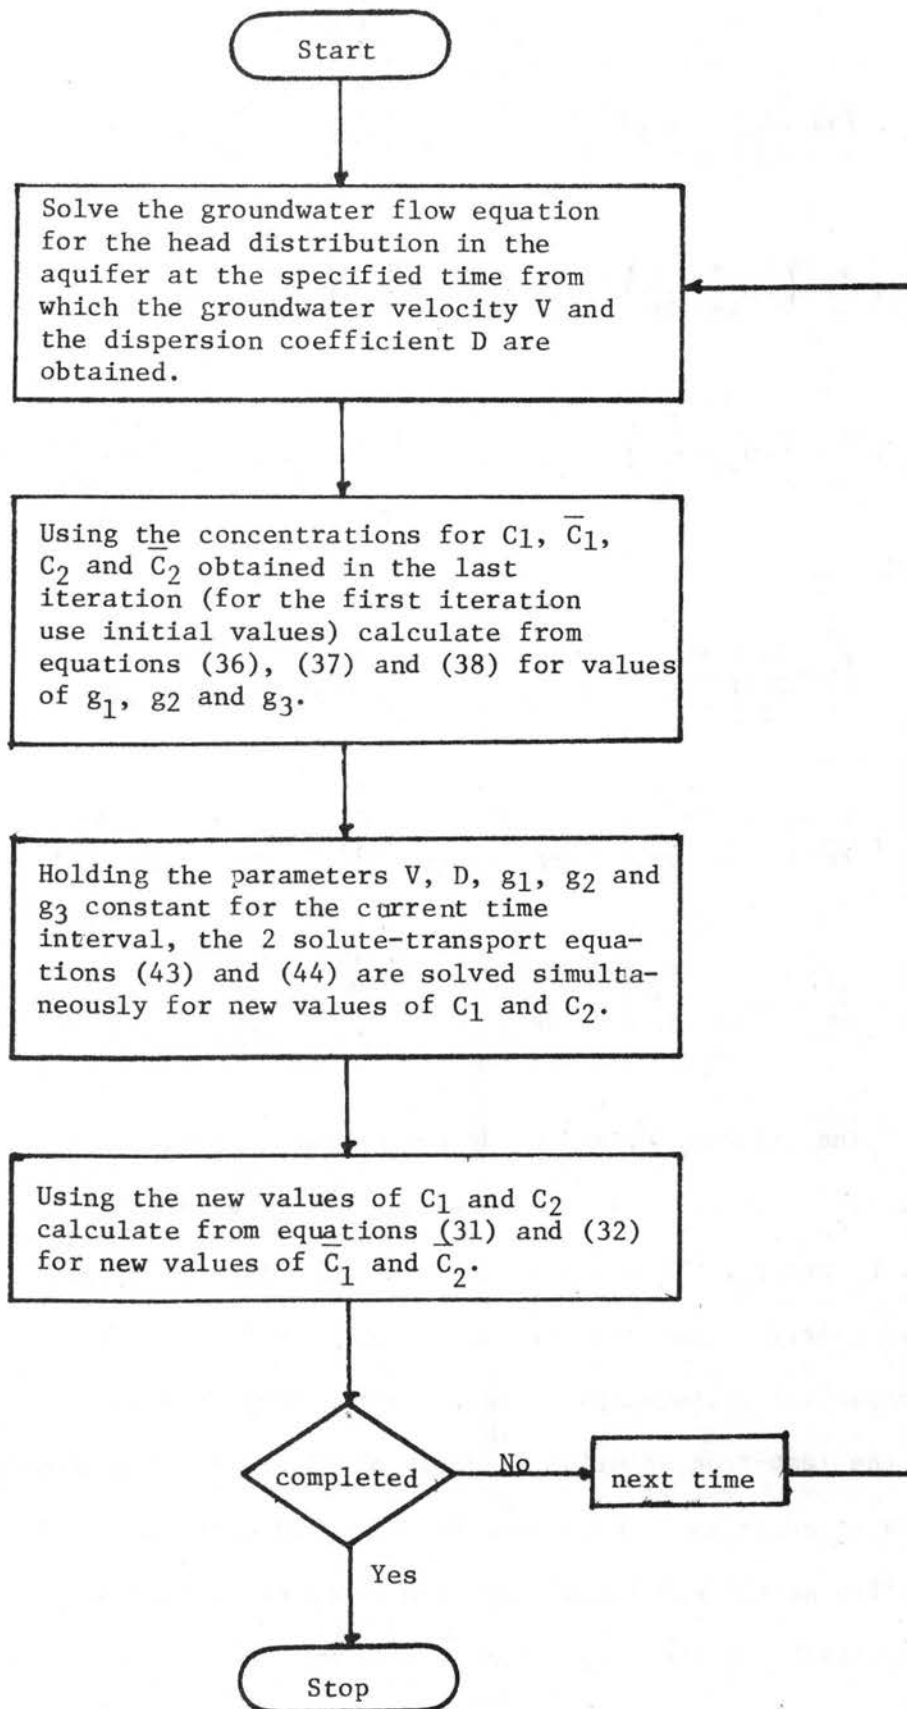 Start
Solve the groundwater flow equation
for the head distribution in the
aquifer at the specified time from
which the groundwater velocity V and
the dispersion coefficient D are
obtained.
Using the concentrations for C₁, C̄₁,
C₂ and C̄₂ obtained in the last
iteration (for the first iteration
use initial values) calculate from
equations (36), (37) and (38) for values
of g₁, g₂ and g₃.
Holding the parameters V, D, g₁, g₂ and
g₃ constant for the current time
interval, the 2 solute-transport equa-
tions (43) and (44) are solved simulta-
neously for new values of C₁ and C₂.
Using the new values of C₁ and C₂
calculate from equations (31) and (32)
for new values of C̄₁ and C̄₂.
completed
No
next time
Yes
Stop